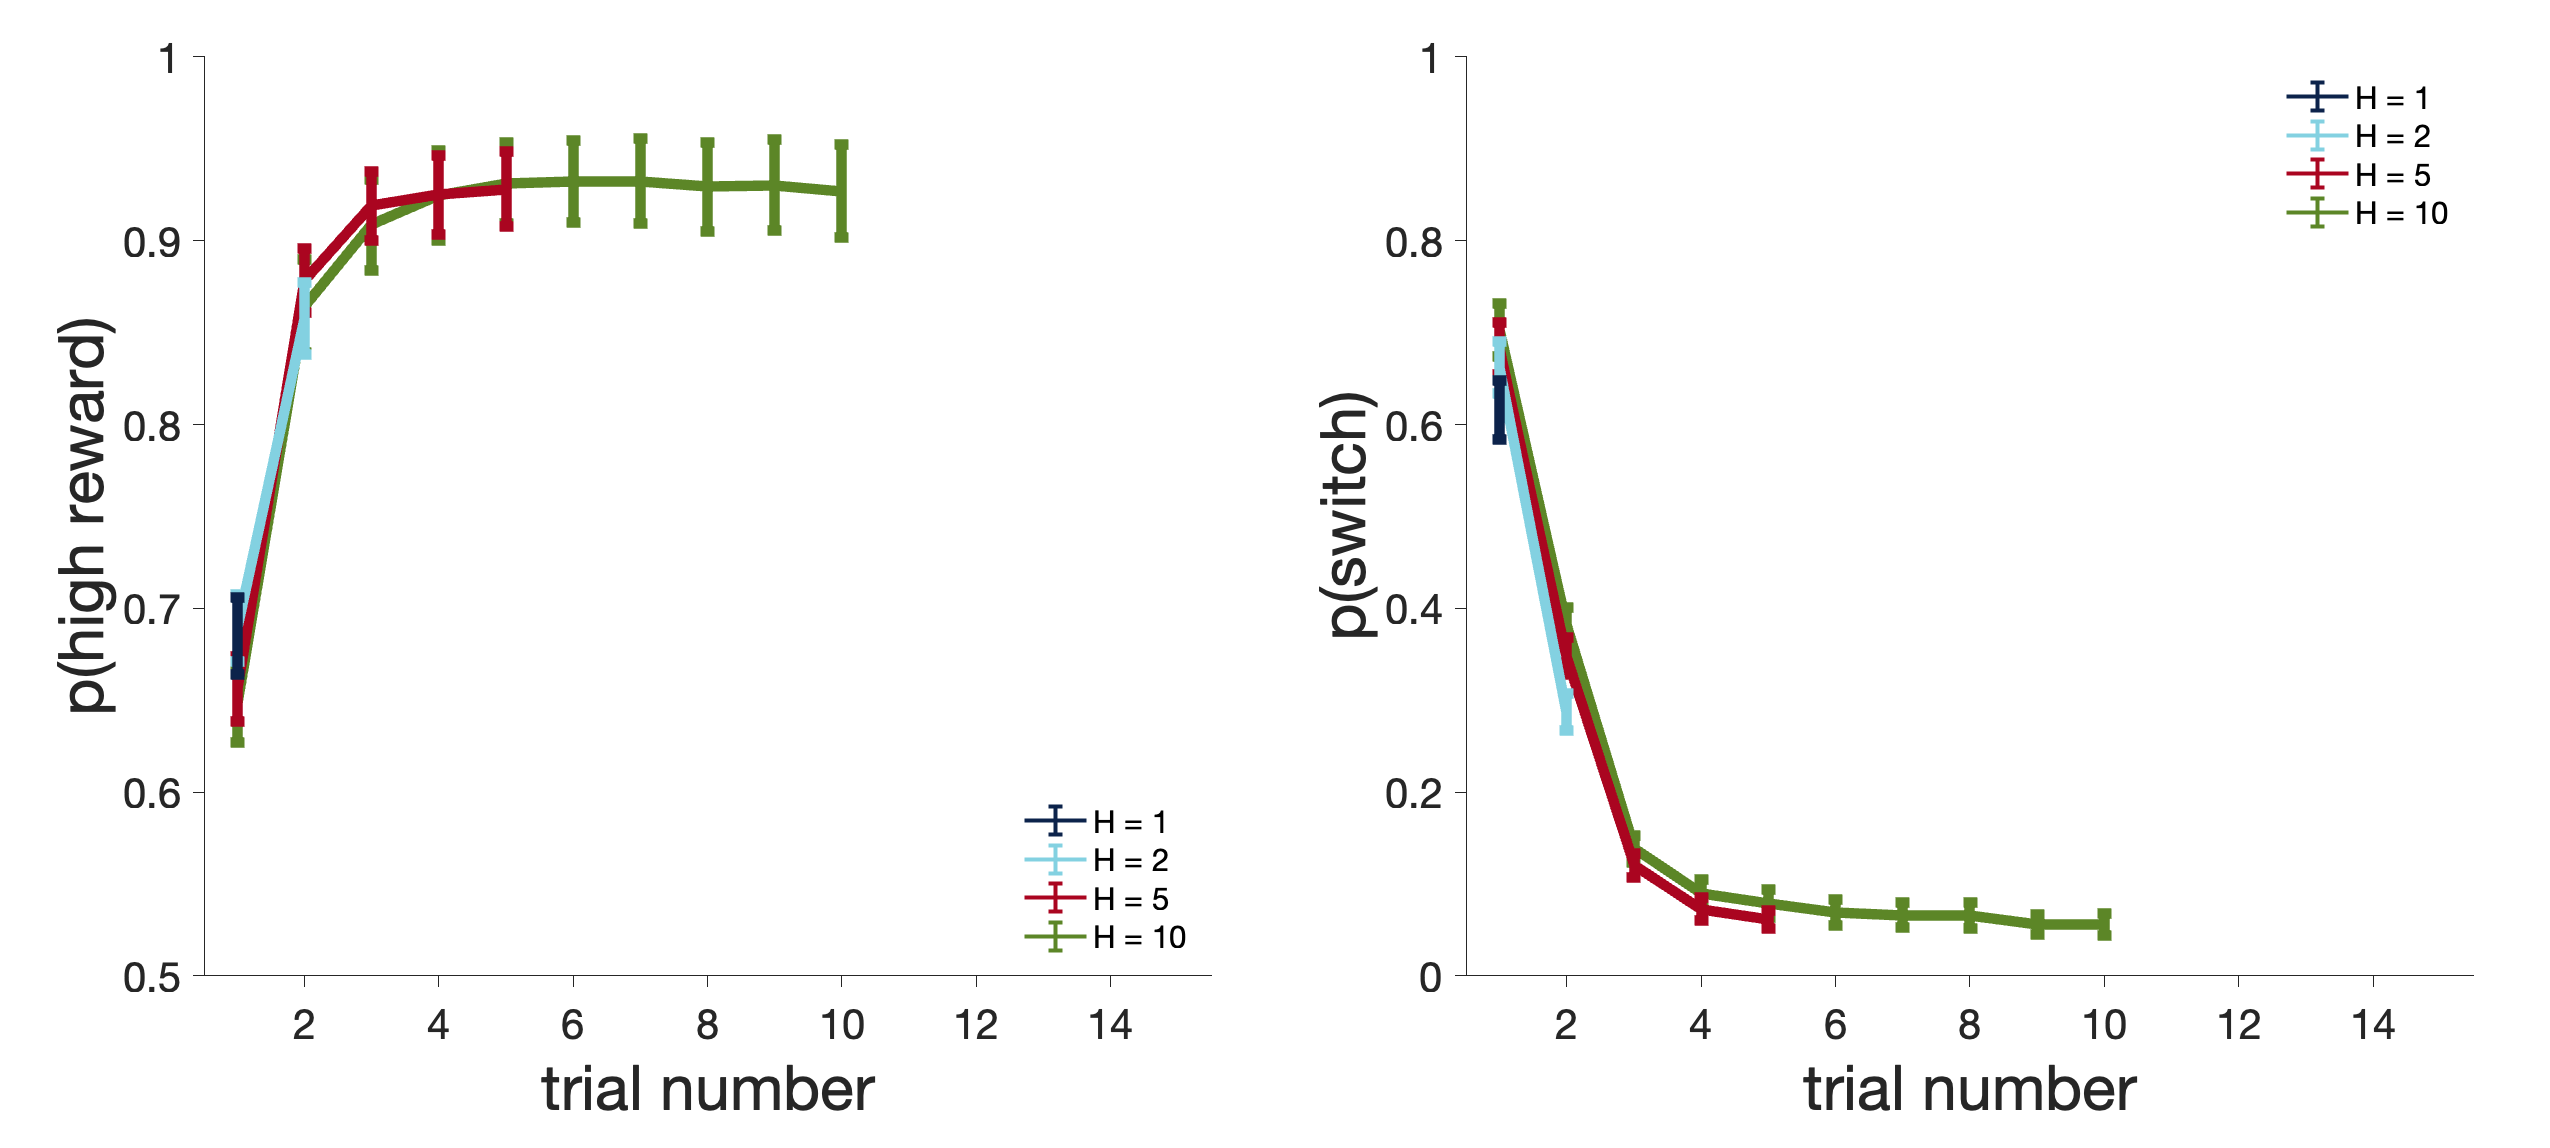 p(high reward)
1
0.9
0.8
0.7
0.6
0.5
2 4 6 8 10 12 14
trial number
H = 1
H = 2
H = 5
H = 10
p(switch)
1
0.8
0.6
0.4
0.2
0
2 4 6 8 10 12 14
trial number
H = 1
H = 2
H = 5
H = 10